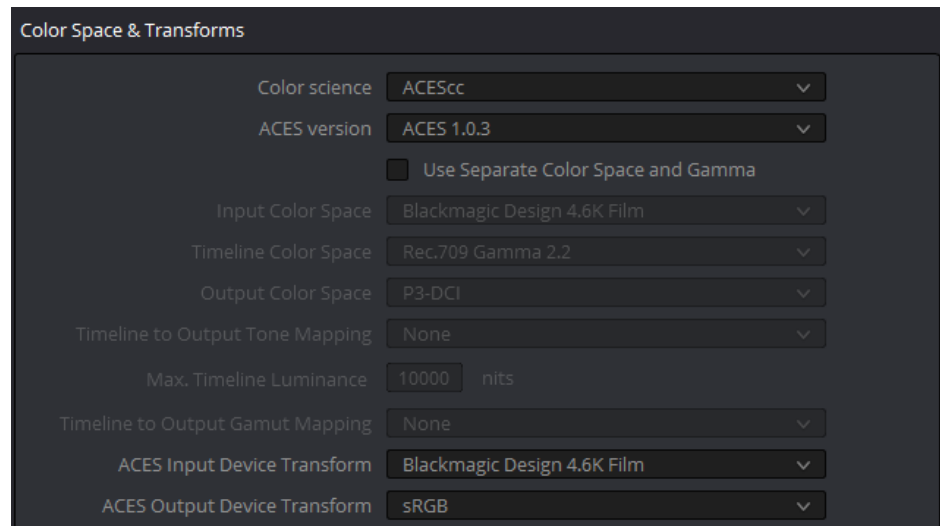 Color Space & Transforms
Color science ACEScc
ACES version ACES 1.0.3
Use Separate Color Space and Gamma
Input Color Space Blackmagic Design 4.6K Film
Timeline Color Space Rec.709 Gamma 2.2
Output Color Space P3-DCI
Timeline to Output Tone Mapping None
Max. Timeline Luminance 10000 nits
Timeline to Output Gamut Mapping None
ACES Input Device Transform Blackmagic Design 4.6K Film
ACES Output Device Transform sRGB